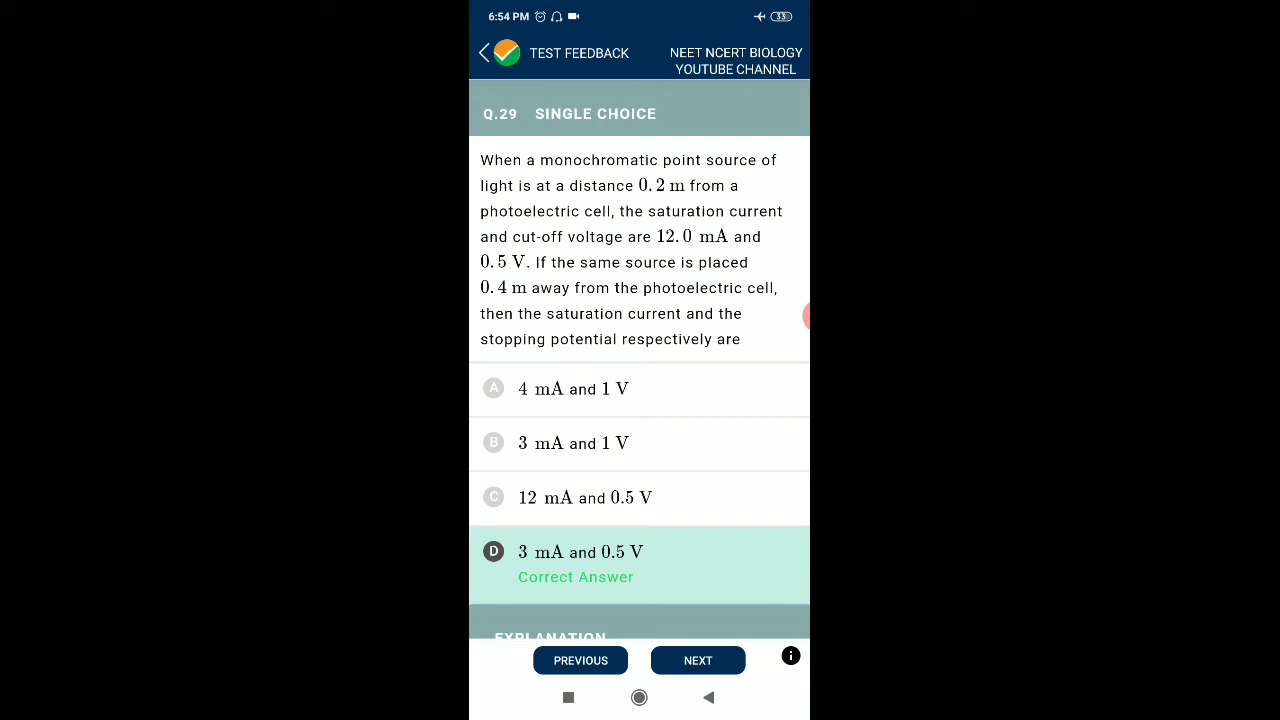 6:54 PM 33
TEST FEEDBACK
NEET NCERT BIOLOGY
YOUTUBE CHANNEL
Q.29 SINGLE CHOICE
When a monochromatic point source of
light is at a distance 0.2 m from a
photoelectric cell, the saturation current
and cut-off voltage are 12.0 mA and
0.5 V. If the same source is placed
0.4 m away from the photoelectric cell,
then the saturation current and the
stopping potential respectively are
A 4 mA and 1 V
B 3 mA and 1 V
C 12 mA and 0.5 V
D 3 mA and 0.5 V
Correct Answer
EXPLANATION
PREVIOUS NEXT